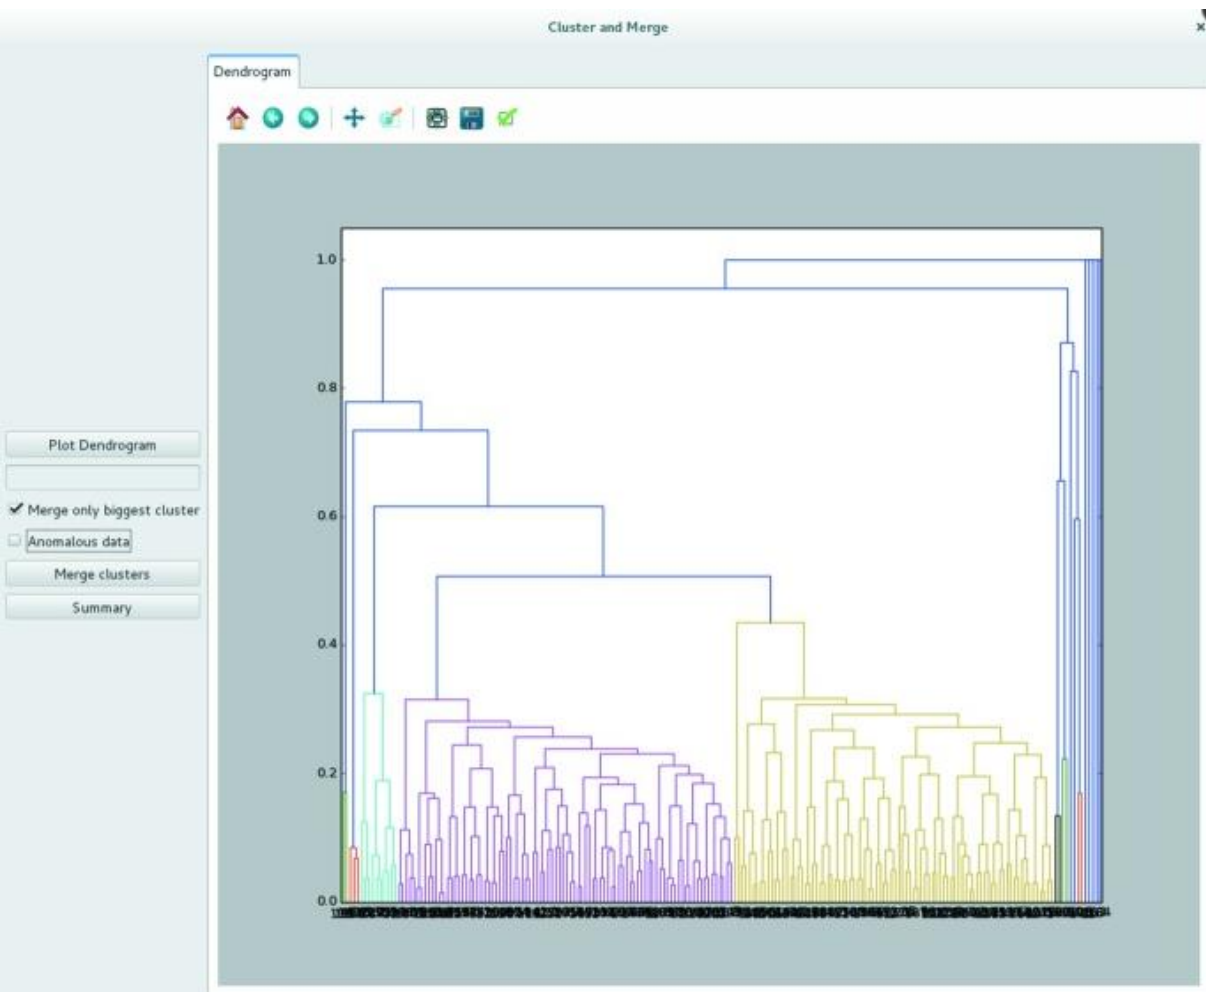 Cluster and Merge
Dendrogram
1.0
0.8
0.6
0.4
0.2
0.0
Plot Dendrogram
Merge only biggest cluster
Anomalous data
Merge clusters
Summary